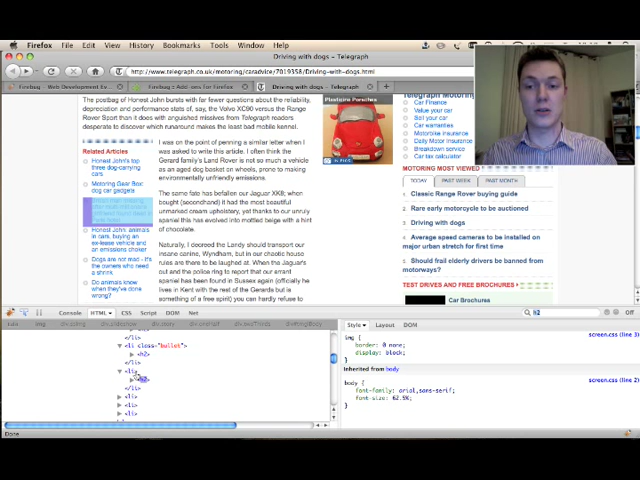 Firefox File Edit View History Bookmarks Tools Window Help
Driving with dogs – Telegraph
http://www.telegraph.co.uk/motoring/caradvice/7019358/Driving-with-dogs.html
Firebug – Web Development Ev...
Firebug :: Add-ons for Firefox
Driving with dogs – Telegraph
The postbag of Honest John bursts with far fewer questions about the reliability,
depreciation and performance stats of, say, the Volvo XC90 versus the Range
Rover Sport than it does with anguished missives from Telegraph readers
desperate to discover which runaround makes the least bad mobile kennel.
Related Articles
Honest John's top
three dog-carrying
cars
Motoring Gear Box:
dog car gadgets
Honest John, animals
in cars, buying an
ex-lease vehicle and
an emissions choker
Dogs are not mad - it's
the owners who need
a shrink
Do animals
know when they've
done wrong?
I was on the point of penning a similar letter when I
was asked to write this article. I often think the
Gerard family's Land Rover is not so much a vehicle
as an aged dog basket on wheels, prone to making
environmentally unfriendly emissions
The same fate has befallen our Jaguar XK8; when
bought (secondhand) it had the most beautiful
unmarked cream upholstery, yet thanks to our unruly
spaniel this has evolved into mottled beige with a hint
of chocolate.
Naturally, I decreed the Landy should transport our
insane canine, Wyndham, but in our chaotic house
rules are there to be laughed at. When the Jaguar's
out and the police ring to report that our errant
spaniel has been found in Sussex again (officially he
lives in Kent with the rest of the Gerards but in
something of a free spirit) you can hardly refuse to
Plastique Porsches
Telegraph Motoring
Car Finance
Value your car
Sell your car
Car warranties
Motorbike insurance
Daily Motor insurance
Breakdown service
Car tax calculator
MOTORING MOST VIEWED
TODAY PAST WEEK PAST MONTH
1. Classic Range Rover buying guide
2. Rare early motorcycle to be auctioned
3. Driving with dogs
4. Average speed cameras to be installed on
major urban stretch for first time
5. Should frail elderly drivers be banned from
motorways?
TEST DRIVES AND FREE BROCHURES
Car Brochures
Console HTML CSS Script DOM Net
h2
</li>
<li class="bullet">
<h2>
</li>
<li>
<h2>
</li>
<li>
<li>
<li>
Style Layout DOM
img {
border: 0 none;
display: block;
}
screen.css (line 3)
Inherited from body
body {
font-family: arial,sans-serif;
font-size: 62.5%;
}
screen.css (line 2)
Done